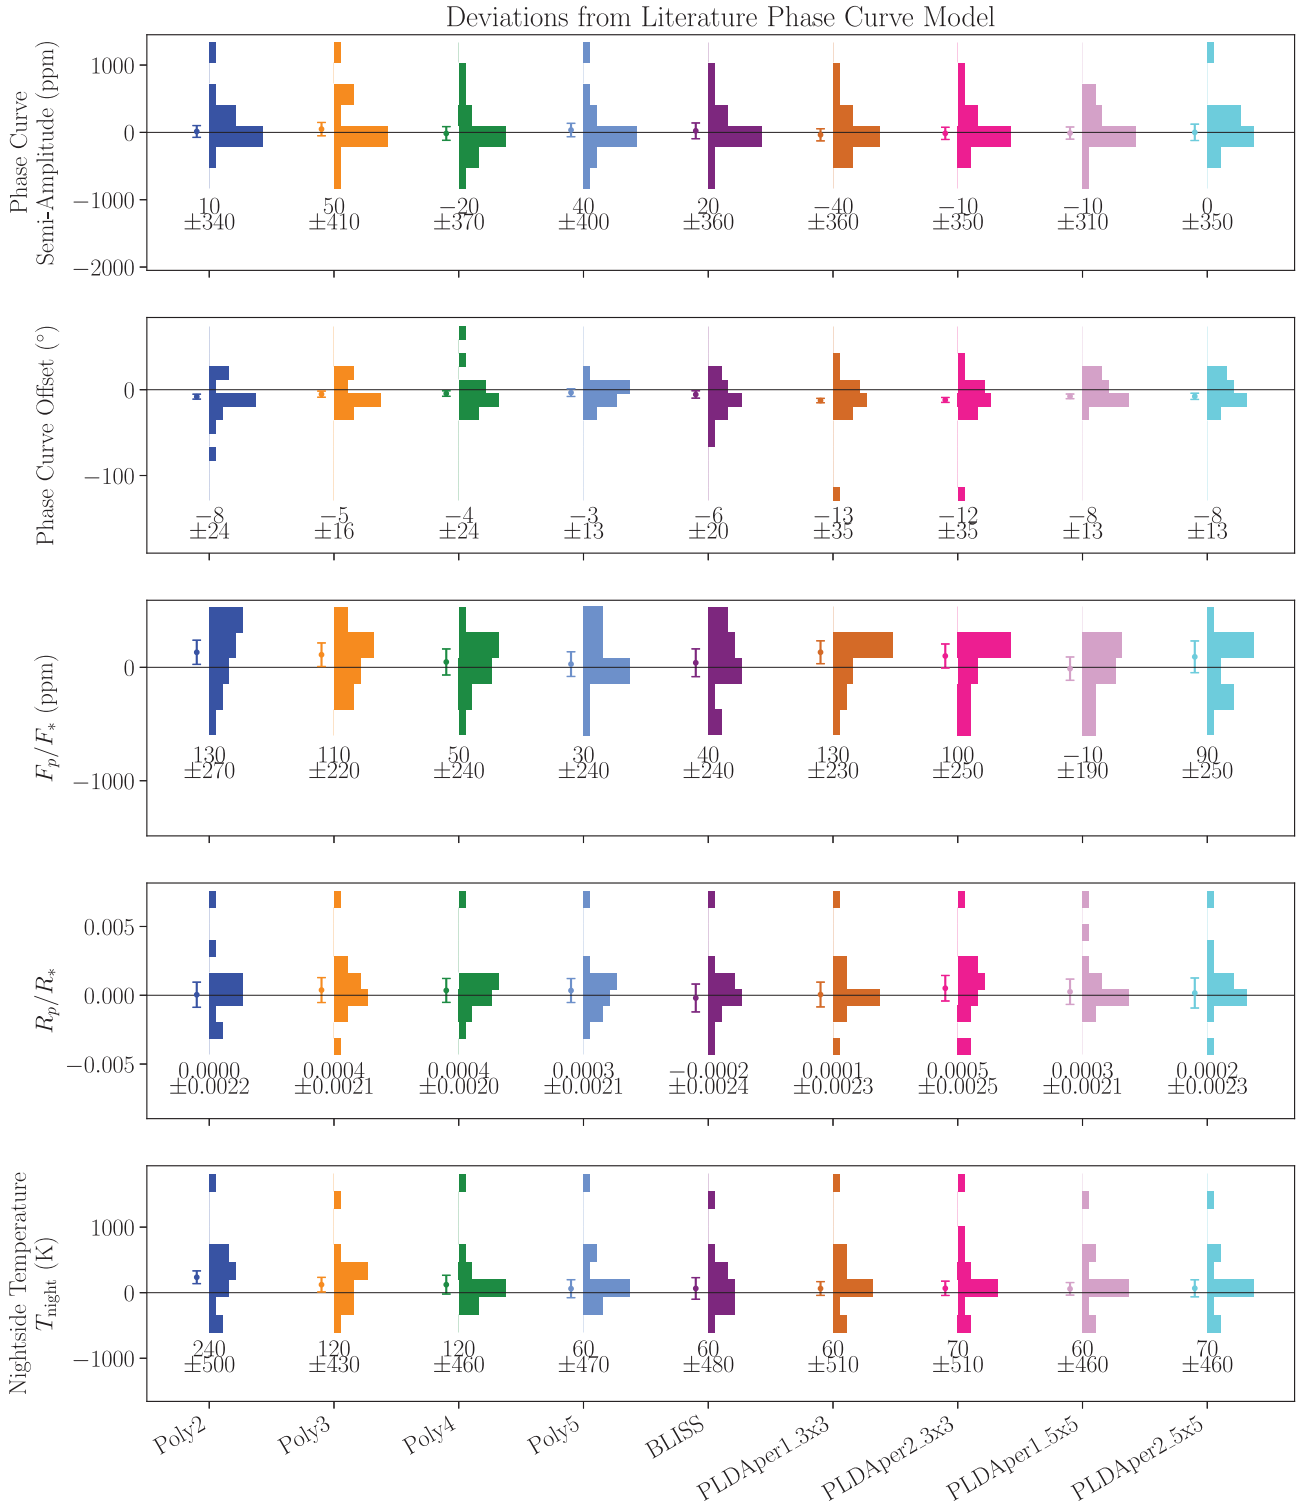 Deviations from Literature Phase Curve Model
Phase Curve
Semi-Amplitude (ppm)
1000
0
−1000
−2000
10 50 −20 40 20 −40 −10 −10 0
±340 ±410 ±370 ±400 ±360 ±360 ±350 ±310 ±350
Phase Curve Offset (°)
0
−100
−8 −5 −4 −3 −6 −13 −12 −8 −8
±24 ±16 ±24 ±13 ±20 ±35 ±35 ±13 ±13
F_p/F_* (ppm)
0
−1000
130 110 50 30 40 130 100 −10 90
±270 ±220 ±240 ±240 ±240 ±230 ±250 ±190 ±250
R_p/R_*
0.005
0.000
−0.005
0.0000 0.0004 0.0004 0.0003 −0.0002 0.0001 0.0005 0.0003 0.0002
±0.0022 ±0.0021 ±0.0020 ±0.0021 ±0.0024 ±0.0023 ±0.0025 ±0.0021 ±0.0023
Nightside Temperature
T_night (K)
1000
0
−1000
240 120 120 60 60 60 70 60 70
±500 ±430 ±460 ±470 ±480 ±510 ±510 ±460 ±460
Poly2 Poly3 Poly4 Poly5 BLISS PLDAper1_3x3 PLDAper2_3x3 PLDAper1_5x5 PLDAper2_5x5